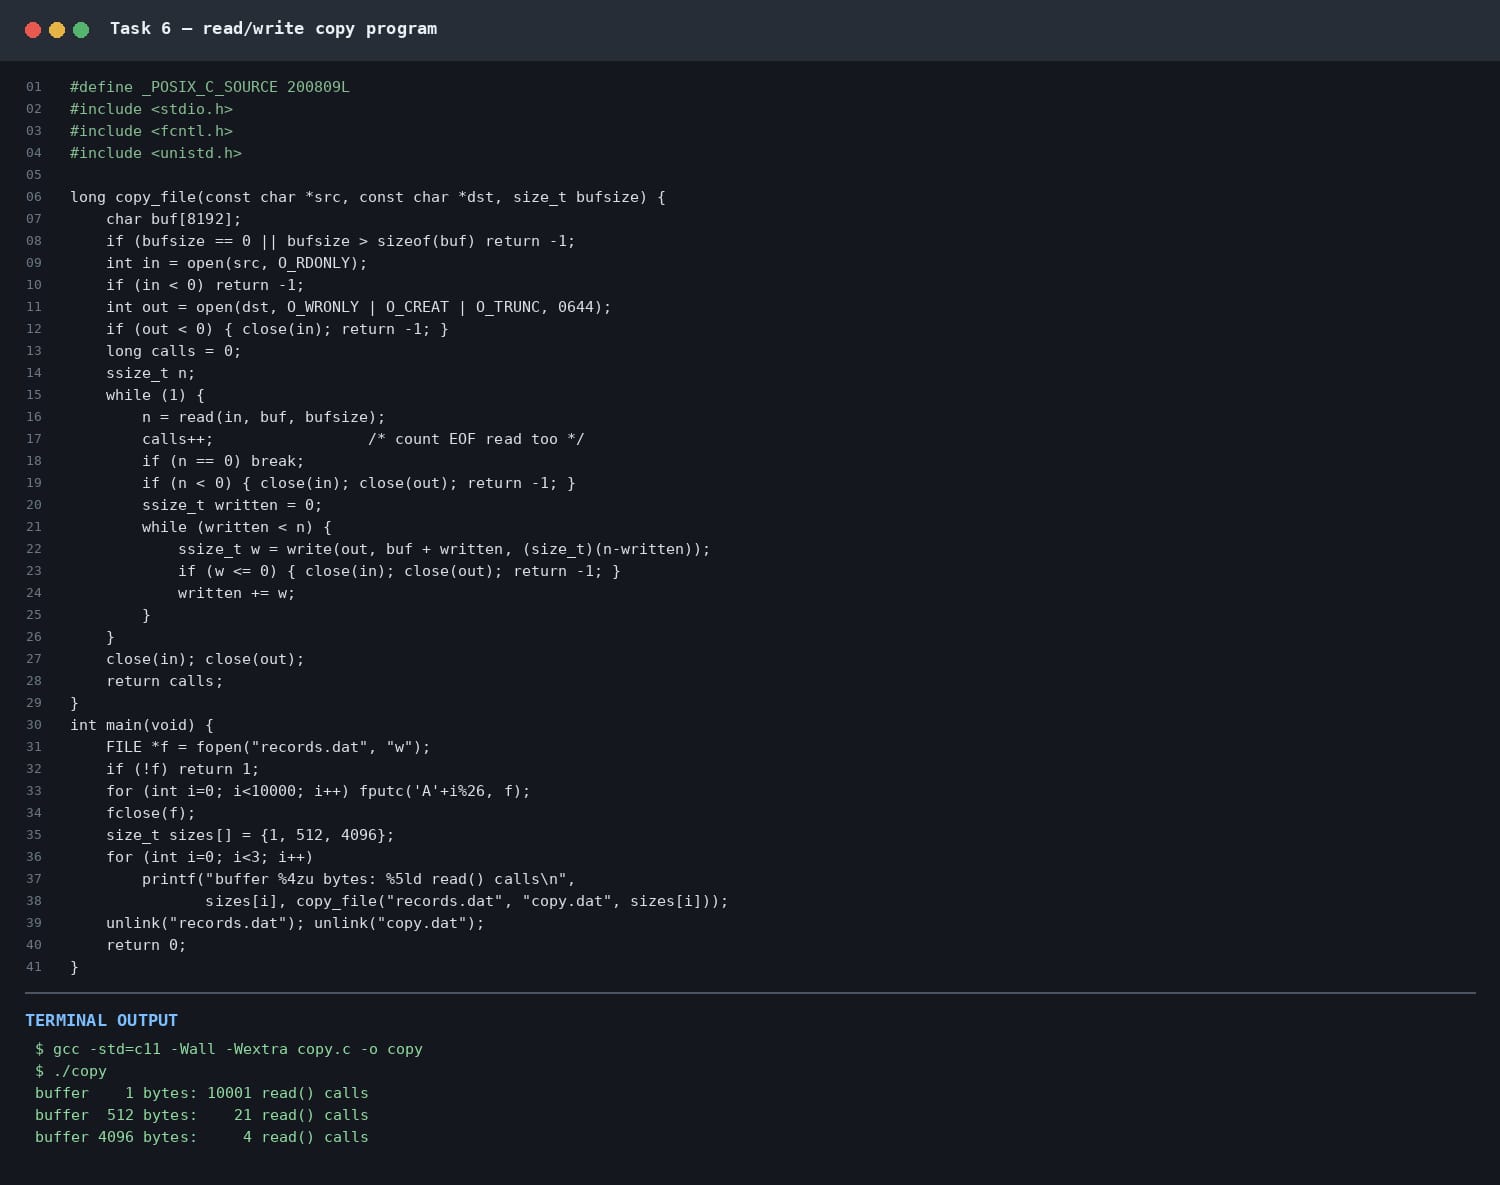 Task 6 — read/write copy program
01 #define _POSIX_C_SOURCE 200809L
02 #include <stdio.h>
03 #include <fcntl.h>
04 #include <unistd.h>
05
06 long copy_file(const char *src, const char *dst, size_t bufsize) {
07     char buf[8192];
08     if (bufsize == 0 || bufsize > sizeof(buf) return -1;
09     int in = open(src, O_RDONLY);
10     if (in < 0) return -1;
11     int out = open(dst, O_WRONLY | O_CREAT | O_TRUNC, 0644);
12     if (out < 0) { close(in); return -1; }
13     long calls = 0;
14     ssize_t n;
15     while (1) {
16         n = read(in, buf, bufsize);
17         calls++;                 /* count EOF read too */
18         if (n == 0) break;
19         if (n < 0) { close(in); close(out); return -1; }
20         ssize_t written = 0;
21         while (written < n) {
22             ssize_t w = write(out, buf + written, (size_t)(n-written));
23             if (w <= 0) { close(in); close(out); return -1; }
24             written += w;
25         }
26     }
27     close(in); close(out);
28     return calls;
29 }
30 int main(void) {
31     FILE *f = fopen("records.dat", "w");
32     if (!f) return 1;
33     for (int i=0; i<10000; i++) fputc('A'+i%26, f);
34     fclose(f);
35     size_t sizes[] = {1, 512, 4096};
36     for (int i=0; i<3; i++)
37         printf("buffer %4zu bytes: %5ld read() calls\n",
38                sizes[i], copy_file("records.dat", "copy.dat", sizes[i]));
39     unlink("records.dat"); unlink("copy.dat");
40     return 0;
41 }
TERMINAL OUTPUT
$ gcc -std=c11 -Wall -Wextra copy.c -o copy
$ ./copy
buffer    1 bytes: 10001 read() calls
buffer  512 bytes:    21 read() calls
buffer 4096 bytes:     4 read() calls